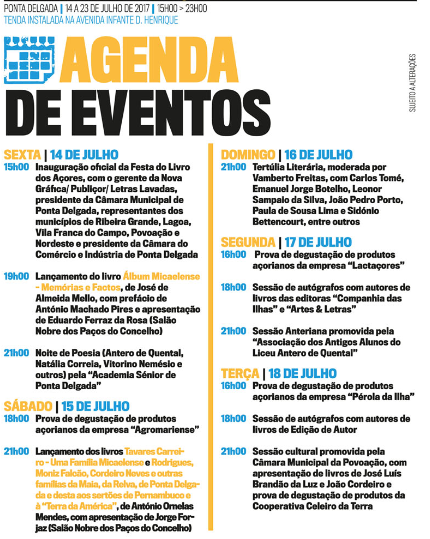 PONTA DELGADA | 14 A 23 DE JULHO DE 2017 | 15H00 > 23H00
TENDA INSTALADA NA AVENIDA INFANTE D. HENRIQUE
SUJEITO A ALTERAÇÕES
AGENDA
DE EVENTOS
SEXTA | 14 DE JULHO
15h00 Inauguração oficial da Festa do Livro
dos Açores, com o gerente da Nova
Gráfica/ Publiçor/ Letras Lavadas,
presidente da Câmara Municipal de
Ponta Delgada, representantes dos
municípios de Ribeira Grande, Lagoa,
Vila Franca do Campo, Povoação e
Nordeste e presidente da Câmara do
Comércio e Indústria de Ponta Delgada
19h00 Lançamento do livro Álbum Micaelense
- Memórias e Factos, de José de
Almeida Mello, com prefácio de
António Machado Pires e apresentação
de Eduardo Ferraz da Rosa (Salão
Nobre dos Paços do Concelho)
21h00 Noite de Poesia (Antero de Quental,
Natália Correia, Vitorino Nemésio e
outros) pela “Academia Sénior de
Ponta Delgada”
SÁBADO | 15 DE JULHO
18h00 Prova de degustação de produtos
açorianos da empresa “Agromariense”
21h00 Lançamento dos livros Tavares Carrei-
ro - Uma Família Micaelense e Rodrigues,
Moniz Falcão, Cordeiro Neves e outras
famílias da Maia, da Relva, de Ponta Delga-
da e desta aos sertões de Pernambuco e
à “Terra da América”, de António Ornelas
Mendes, com apresentação de Jorge For-
jaz (Salão Nobre dos Paços do Concelho)
DOMINGO | 16 DE JULHO
21h00 Tertúlia Literária, moderada por
Vamberto Freitas, com Carlos Tomé,
Emanuel Jorge Botelho, Leonor
Sampaio da Silva, João Pedro Porto,
Paula de Sousa Lima e Sidónio
Bettencourt, entre outros
SEGUNDA | 17 DE JULHO
16h00 Prova de degustação de produtos
açorianos da empresa “Lactaçores”
18h00 Sessão de autógrafos com autores de
livros das editoras “Companhia das
Ilhas” e “Artes & Letras”
21h00 Sessão Anteriana promovida pela
“Associação dos Antigos Alunos do
Liceu Antero de Quental”
TERÇA | 18 DE JULHO
16h00 Prova de degustação de produtos
açorianos da empresa “Pérola da Ilha”
18h00 Sessão de autógrafos com autores de
livros de Edição de Autor
21h00 Sessão cultural promovida pela
Câmara Municipal da Povoação, com
apresentação de livros de José Luís
Brandão da Luz e João Cordeiro e
prova de degustação de produtos da
Cooperativa Celeiro da Terra